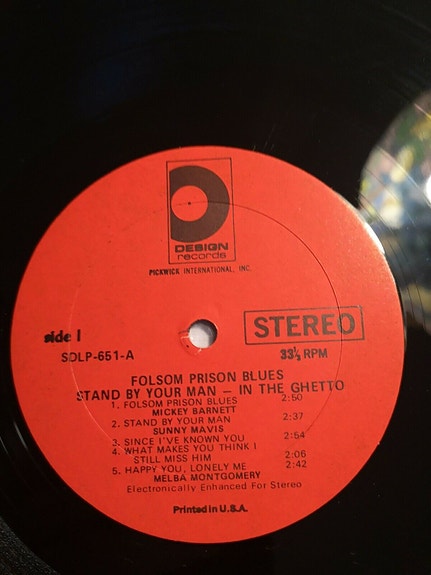 DESIGN
records
PICKWICK INTERNATIONAL, INC.
side 1
STEREO
SDLP-651-A
33⅓ RPM
FOLSOM PRISON BLUES
STAND BY YOUR MAN — IN THE GHETTO
1. FOLSOM PRISON BLUES 2:50
MICKEY BARNETT
2. STAND BY YOUR MAN 2:37
SUNNY MAVIS
3. SINCE I'VE KNOWN YOU 2:54
4. WHAT MAKES YOU THINK I
STILL MISS HIM 2:06
5. HAPPY YOU, LONELY ME 2:42
MELBA MONTGOMERY
Electronically Enhanced For Stereo
Printed in U.S.A.